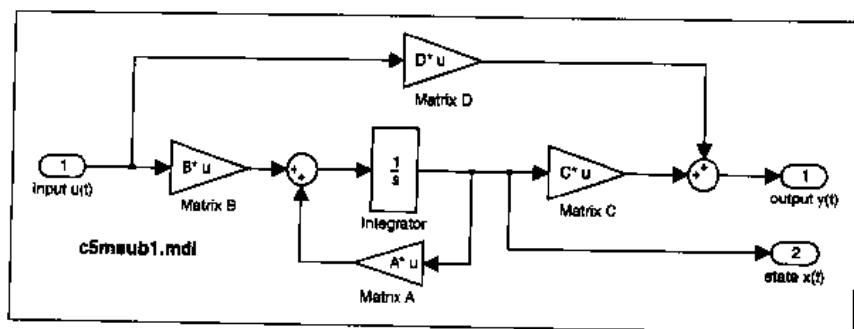 D* u
Matrix D
1
input u(t)
B* u
Matrix B
1
s
Integrator
C* u
Matrix C
1
output y(t)
A* u
Matrix A
c5msub1.mdl
2
state x(t)